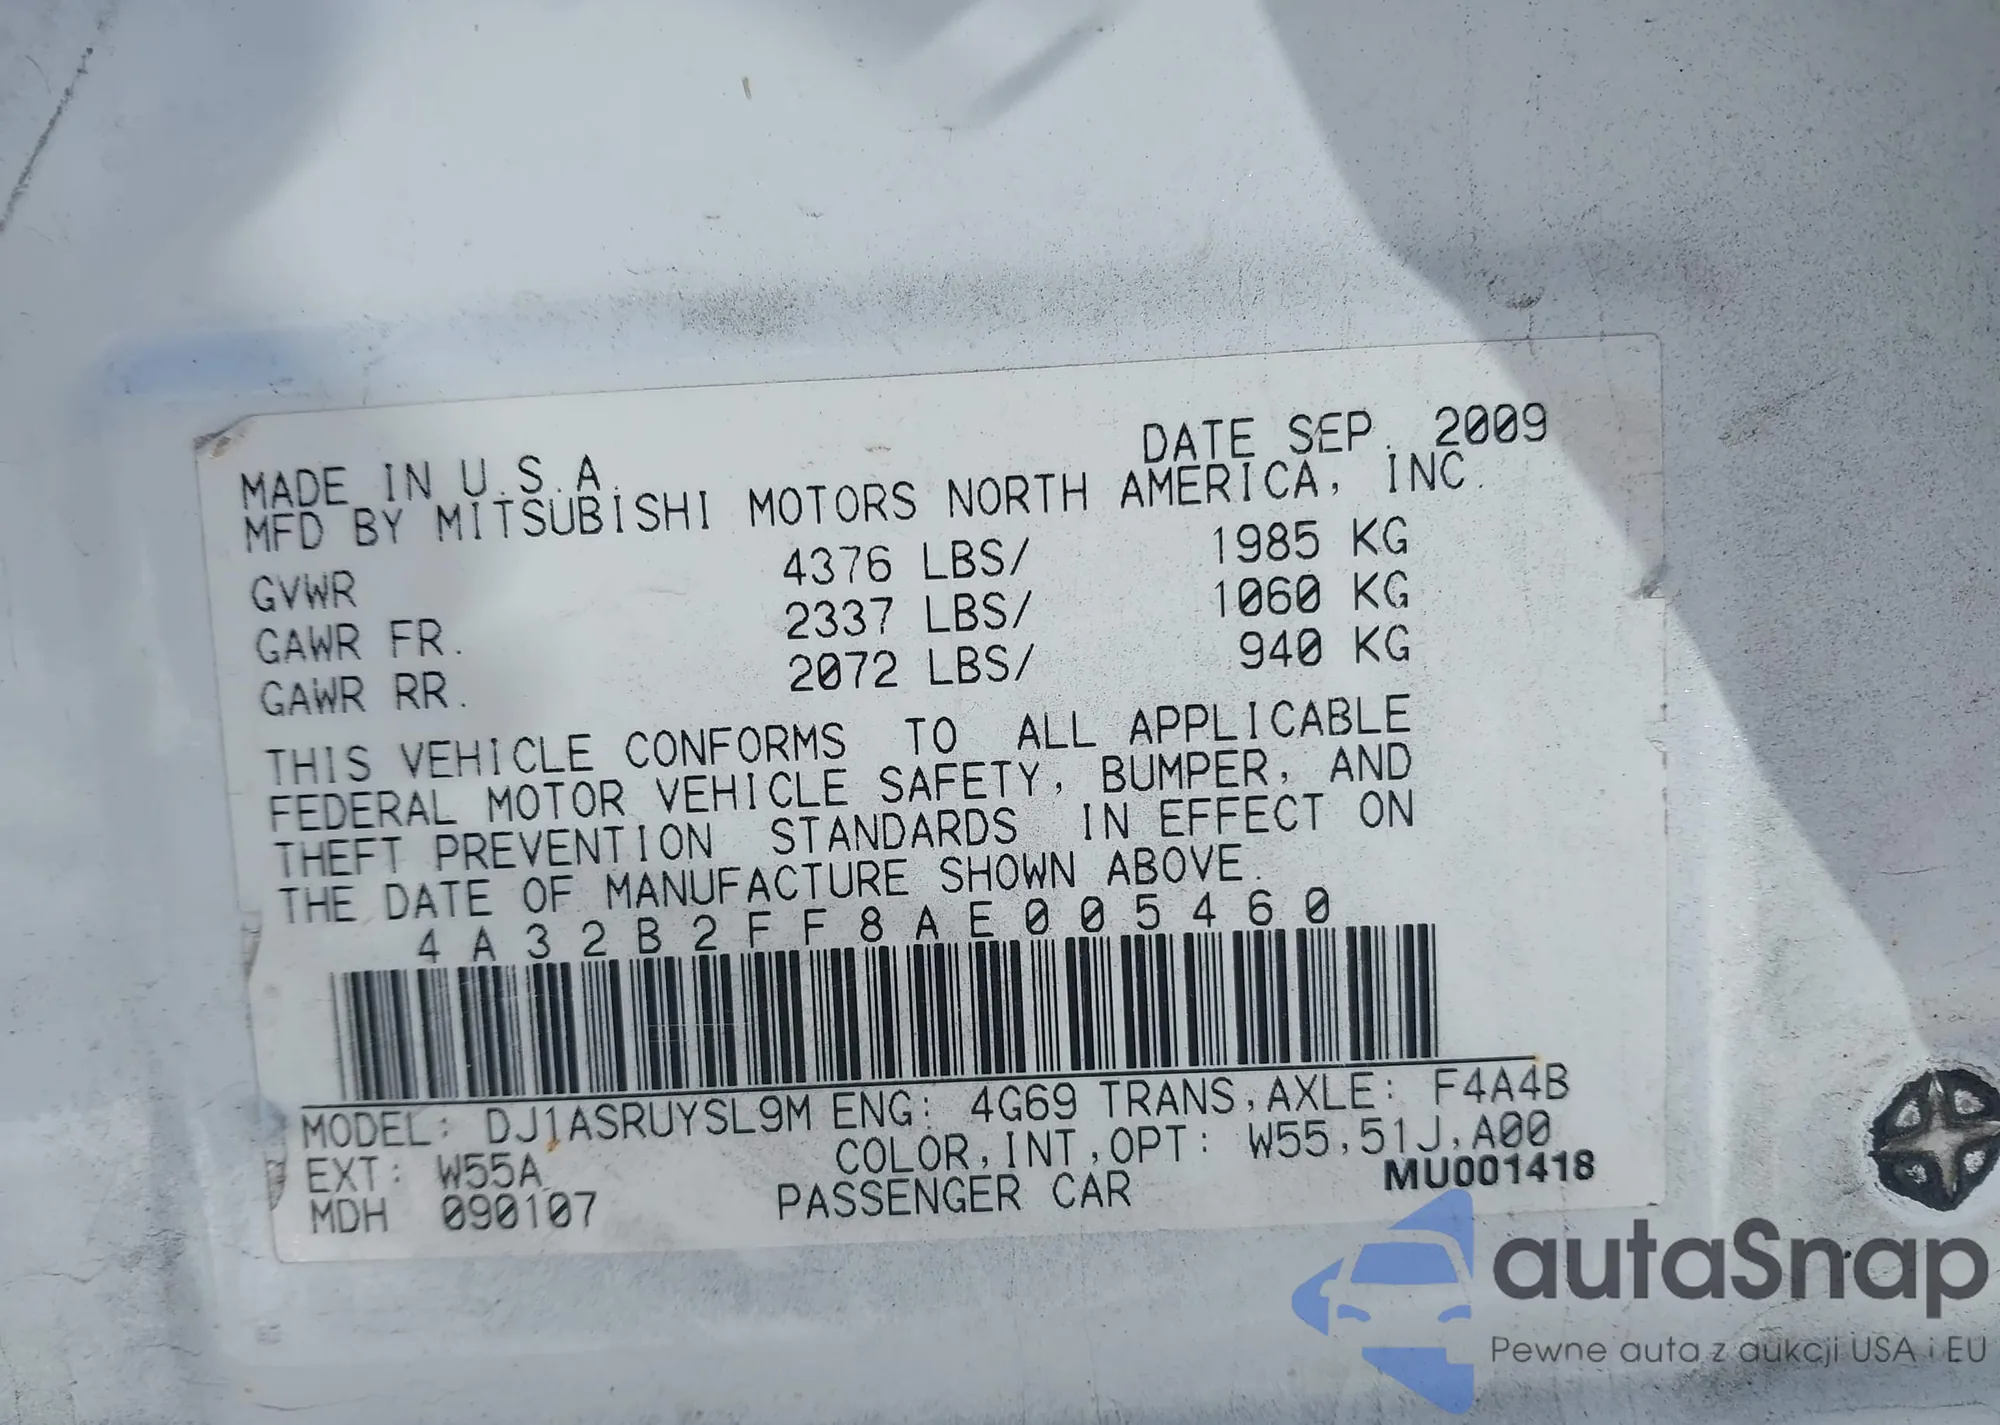 DATE SEP. 2009
MADE IN U.S.A.
MFD BY MITSUBISHI MOTORS NORTH AMERICA, INC.
GVWR 4376 LBS/ 1985 KG
GAWR FR. 2337 LBS/ 1060 KG
GAWR RR. 2072 LBS/ 940 KG
THIS VEHICLE CONFORMS TO ALL APPLICABLE
FEDERAL MOTOR VEHICLE SAFETY, BUMPER, AND
THEFT PREVENTION STANDARDS IN EFFECT ON
THE DATE OF MANUFACTURE SHOWN ABOVE.
4A32B2FF8AE005460
MODEL: DJ1ASRUYSL9M ENG: 4G69 TRANS,AXLE: F4A4B
EXT: W55A COLOR,INT,OPT: W55,51J,A00
MDH 090107 PASSENGER CAR MU001418
autaSnap
Pewne auta z aukcji USA i EU